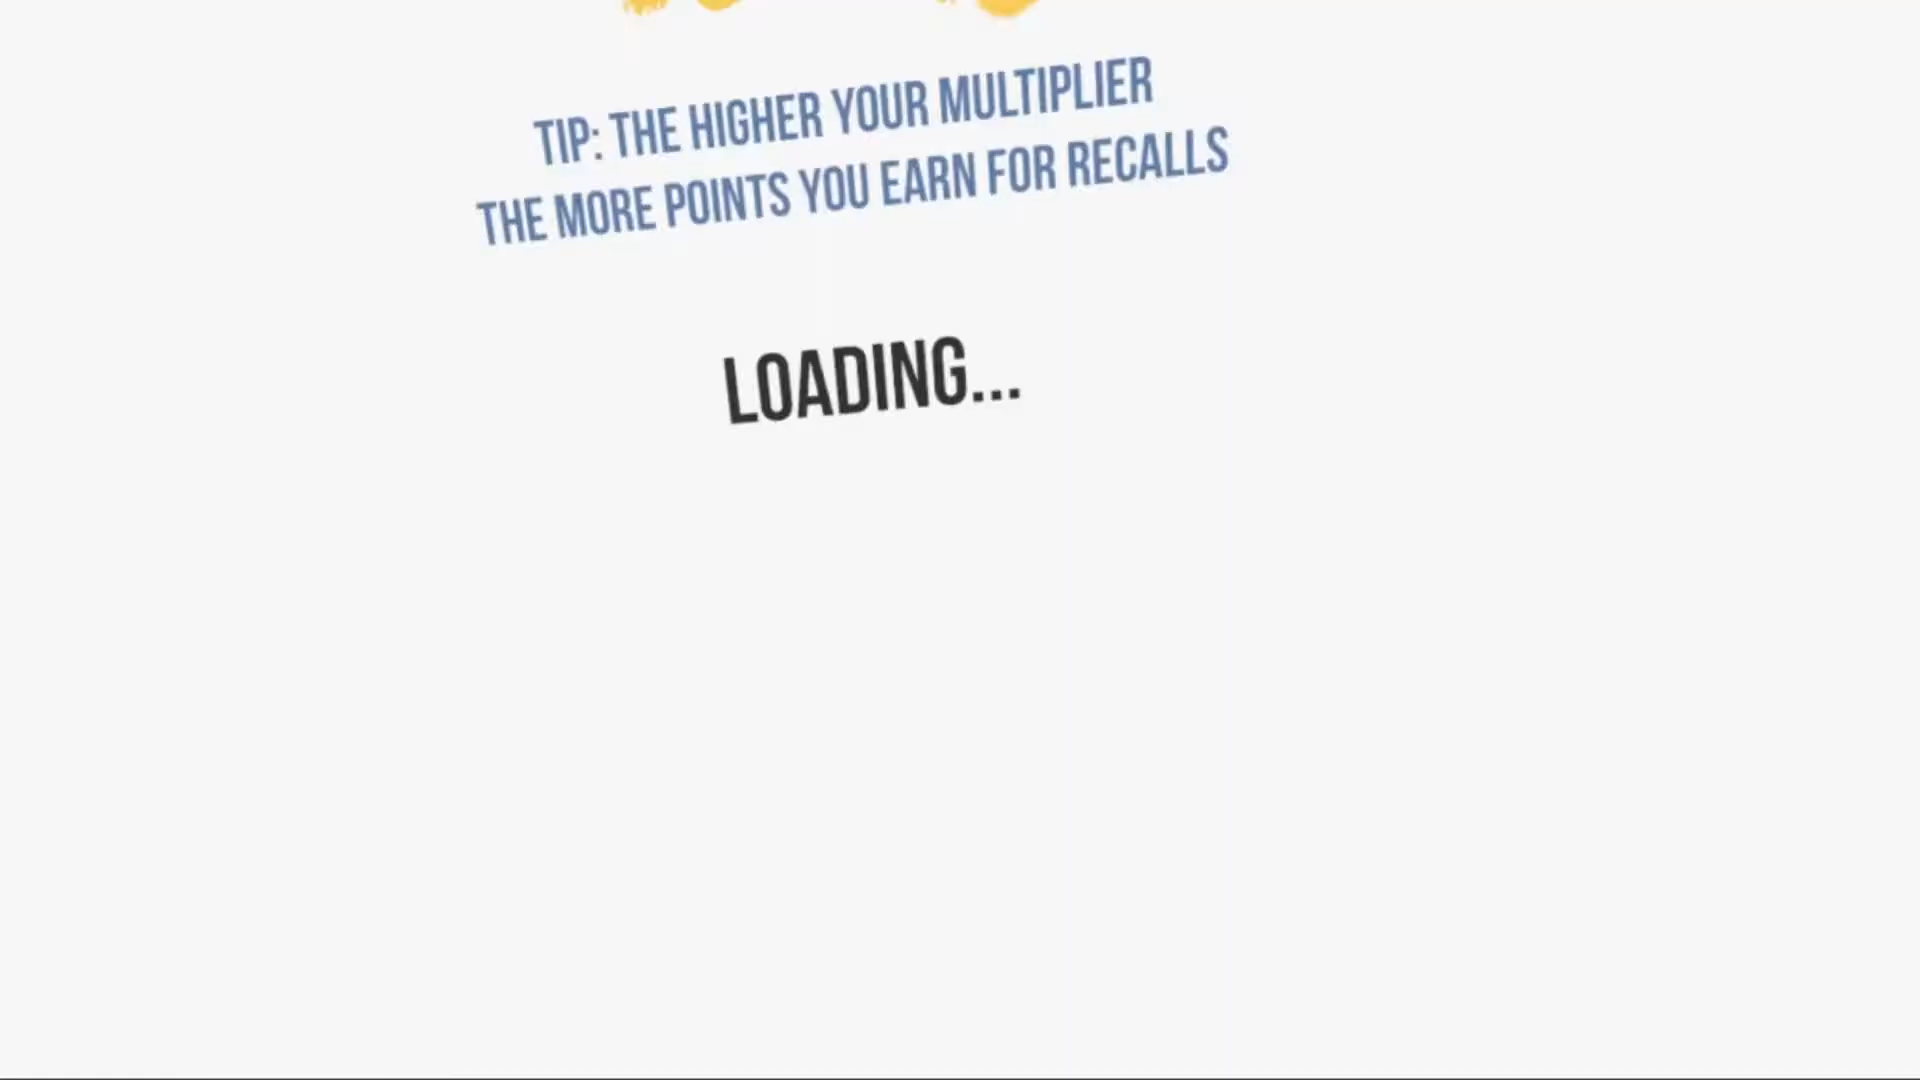 TIP: THE HIGHER YOUR MULTIPLIER
THE MORE POINTS YOU EARN FOR RECALLS
LOADING...